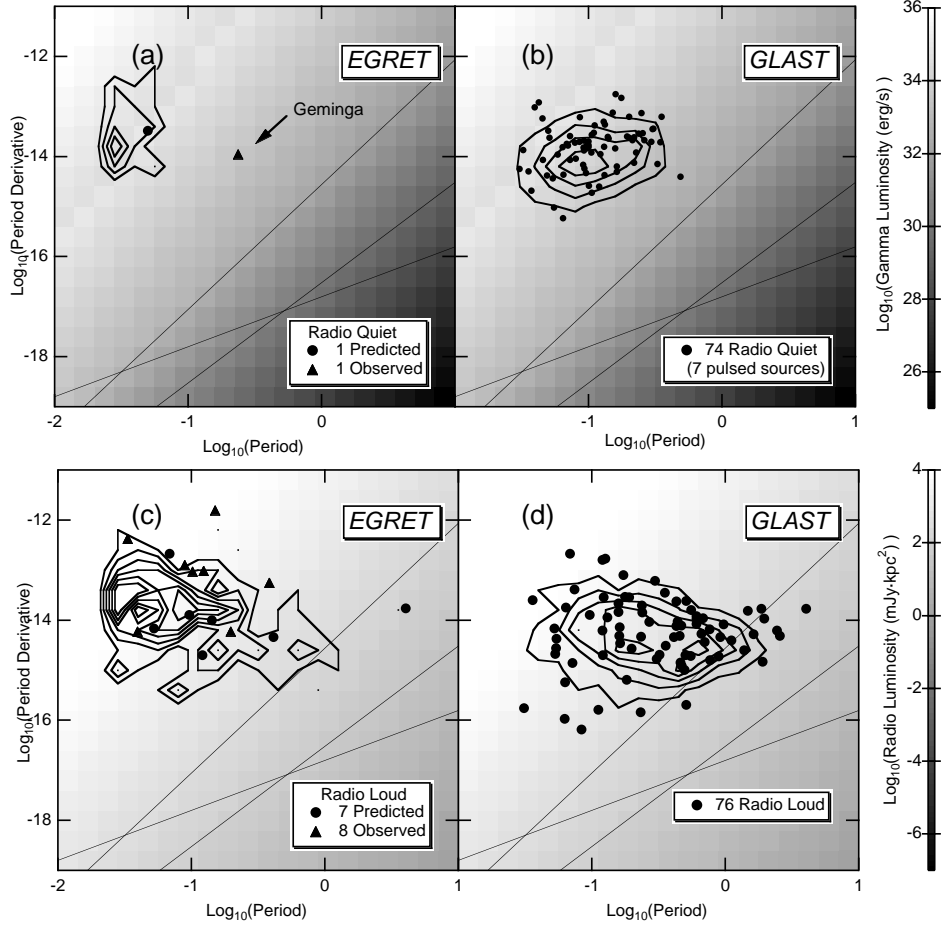 (a)
EGRET
Geminga
Radio Quiet
1 Predicted
1 Observed
-12
-14
-16
-18
Log10(Period Derivative)
-2
-1
0
Log10(Period)
(b)
GLAST
74 Radio Quiet
(7 pulsed sources)
-1
0
1
Log10(Period)
36
34
32
30
28
26
Log10(Gamma Luminosity (erg/s))
(c)
EGRET
Radio Loud
7 Predicted
8 Observed
-12
-14
-16
-18
Log10(Period Derivative)
-2
-1
0
1
Log10(Period)
(d)
GLAST
76 Radio Loud
-1
0
1
Log10(Period)
4
2
0
-2
-4
-6
Log10(Radio Luminosity (mJy·kpc2))